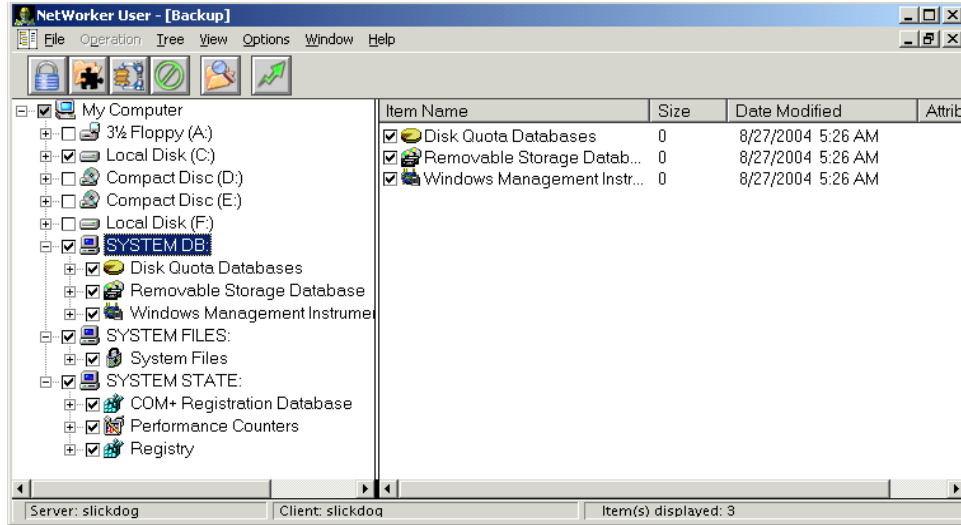 NetWorker User - [Backup]
File Operation Tree View Options Window Help
My Computer
3½ Floppy (A:)
Local Disk (C:)
Compact Disc (D:)
Compact Disc (E:)
Local Disk (F:)
SYSTEM DB:
Disk Quota Databases
Removable Storage Database
Windows Management Instrumen
SYSTEM FILES:
System Files
SYSTEM STATE:
COM+ Registration Database
Performance Counters
Registry
Item Name Size Date Modified Attrib
Disk Quota Databases 0 8/27/2004 5:26 AM
Removable Storage Datab... 0 8/27/2004 5:26 AM
Windows Management Instr... 0 8/27/2004 5:26 AM
Server: slickdog Client: slickdog Item(s) displayed: 3